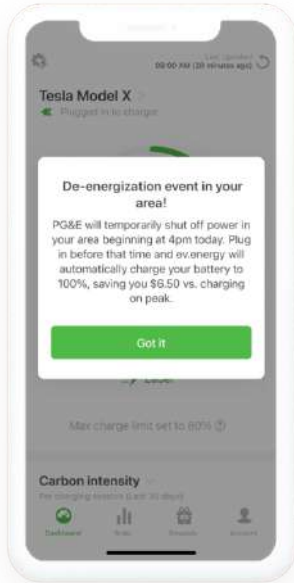 Last Updated
09:00 AM (20 minutes ago)
Tesla Model X
Plugged in to charger
De-energization event in your
area!
PG&E will temporarily shut off power in
your area beginning at 4pm today. Plug
in before that time and ev.energy will
automatically charge your battery to
100%, saving you $6.50 vs. charging
on peak.
Got it
Max charge limit set to 80%
Carbon intensity
Per charging session (Last 30 days)
Dashboard
Rewards
Account